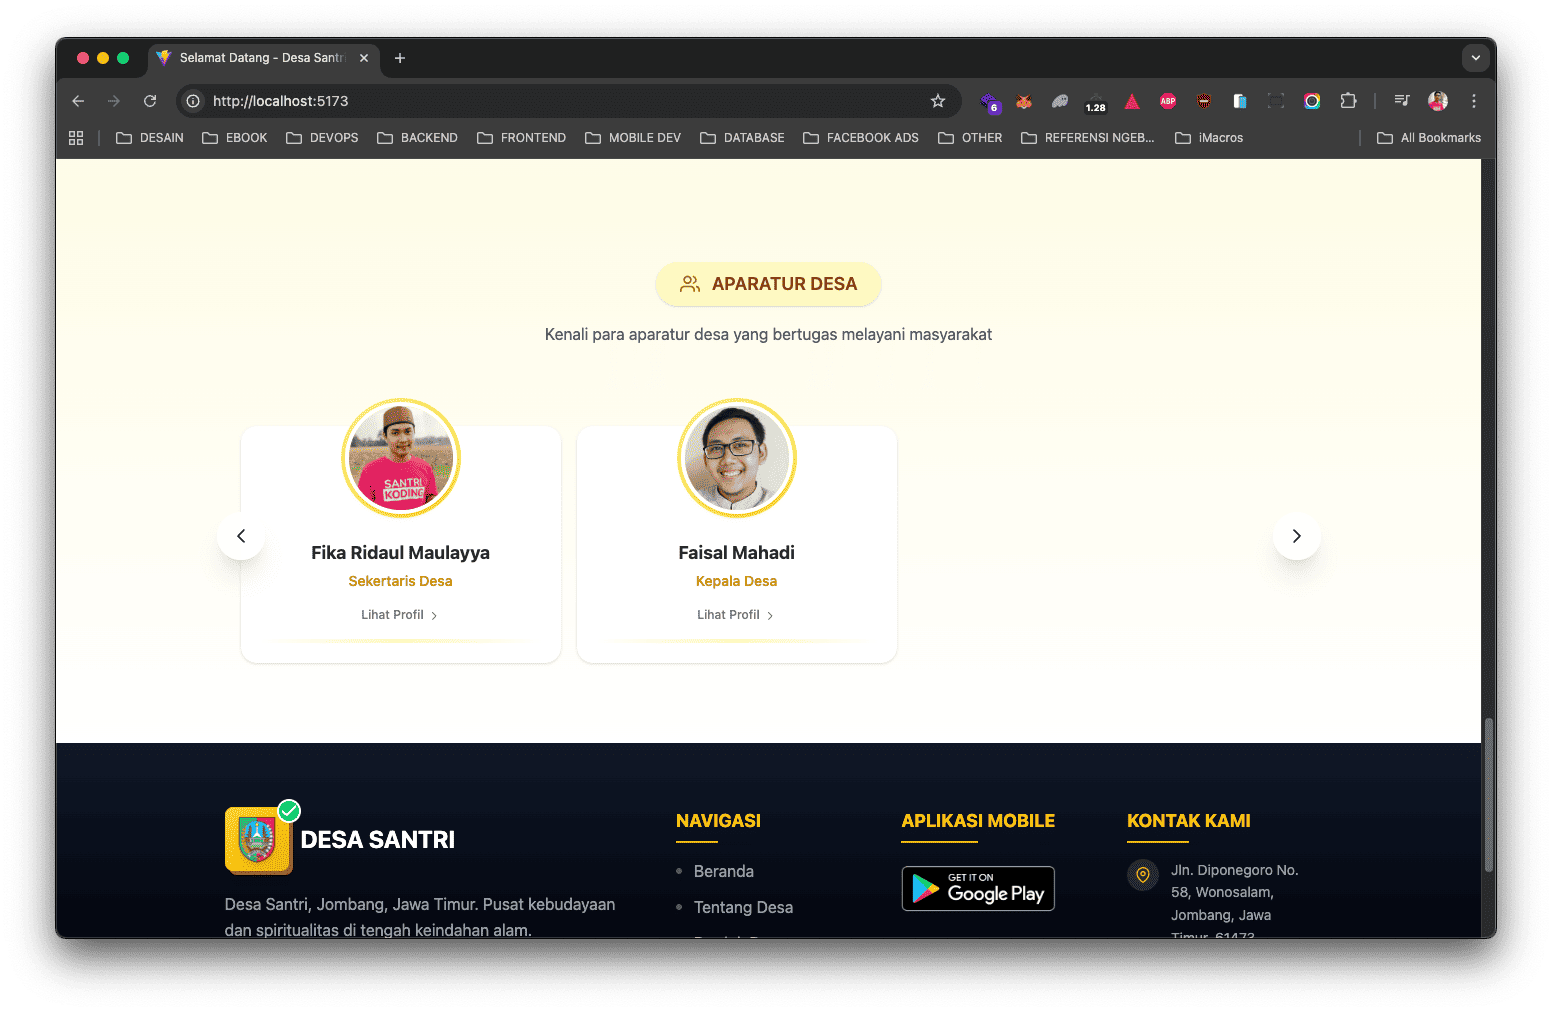 Selamat Datang - Desa Santri
http://localhost:5173
6
1.28
ABP
DESAIN
EBOOK
DEVOPS
BACKEND
FRONTEND
MOBILE DEV
DATABASE
FACEBOOK ADS
OTHER
REFERENSI NGEB...
iMacros
All Bookmarks
APARATUR DESA
Kenali para aparatur desa yang bertugas melayani masyarakat
SANTRI
KODING
Fika Ridaul Maulayya
Sekertaris Desa
Lihat Profil
Faisal Mahadi
Kepala Desa
Lihat Profil
DESA SANTRI
Desa Santri, Jombang, Jawa Timur. Pusat kebudayaan
dan spiritualitas di tengah keindahan alam.
NAVIGASI
Beranda
Tentang Desa
APLIKASI MOBILE
GET IT ON
Google Play
KONTAK KAMI
Jln. Diponegoro No.
58, Wonosalam,
Jombang, Jawa
Timur, 61473